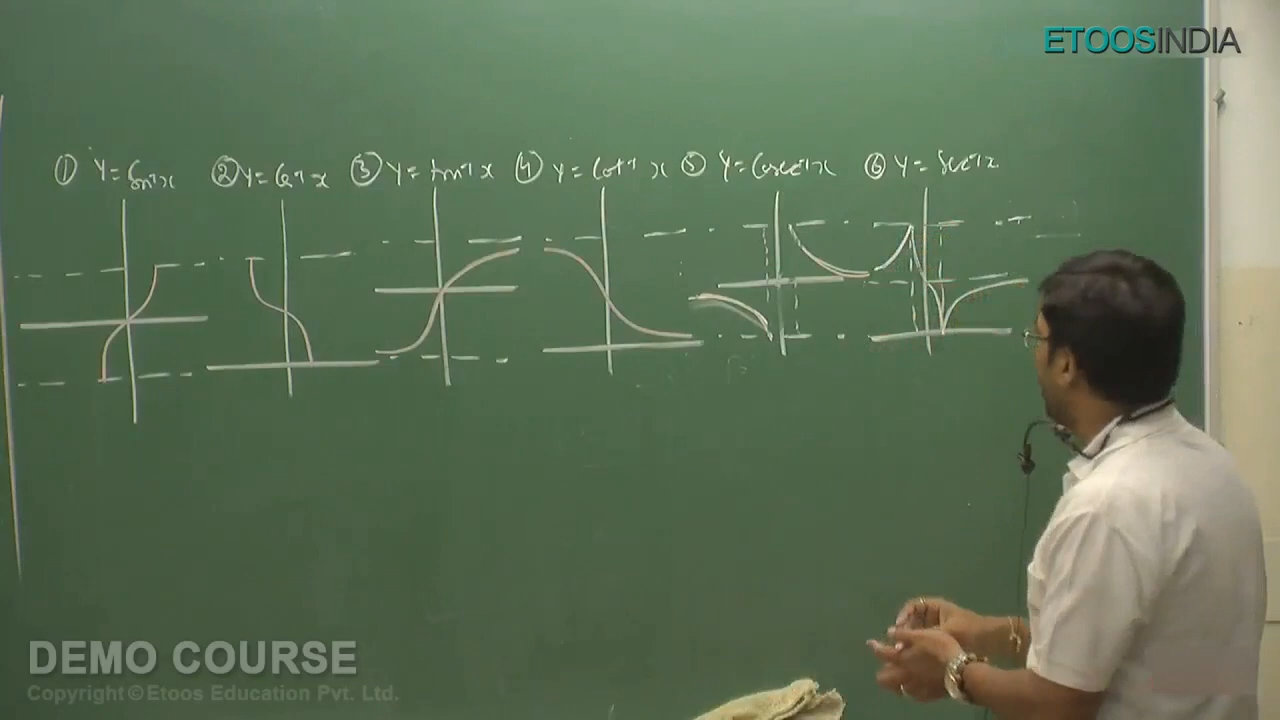 ETOOSINDIA
① y = Sin⁻¹x ② y = Cos⁻¹x ③ y = tan⁻¹x ④ y = Cot⁻¹x ⑤ y = Cosec⁻¹x ⑥ y = Sec⁻¹x
DEMO COURSE
Copyright © Etoos Education Pvt. Ltd.